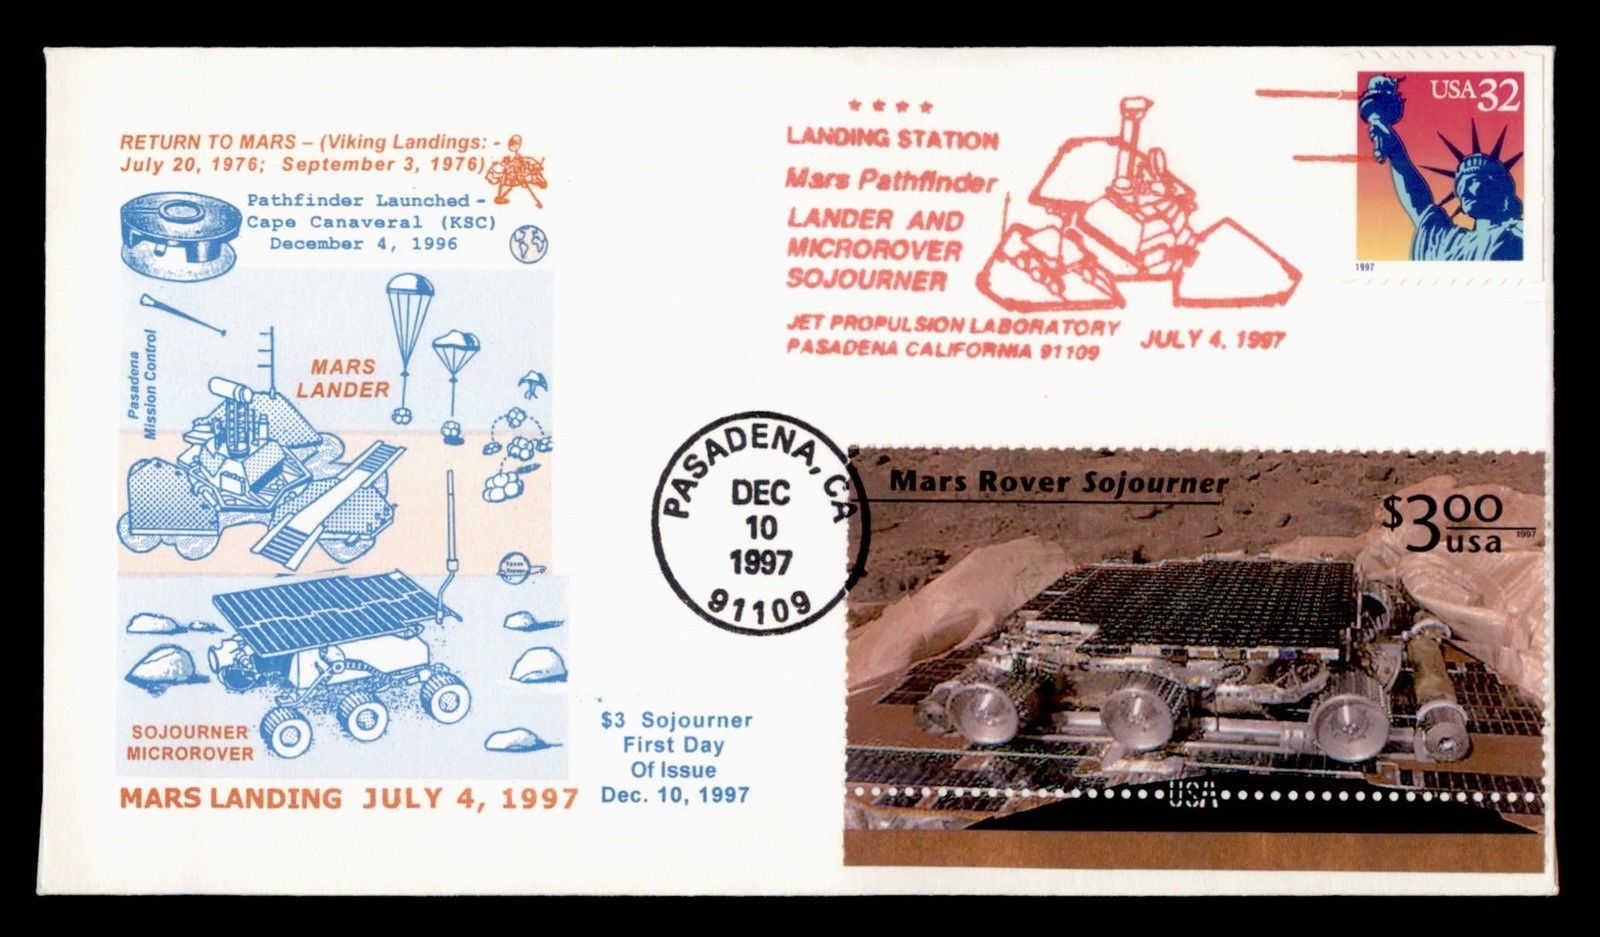 RETURN TO MARS – (Viking Landings: -
July 20, 1976; September 3, 1976)
Pathfinder Launched -
Cape Canaveral (KSC)
December 4, 1996
Pasadena
Mission Control
MARS
LANDER
SOJOURNER
MICROROVER
MARS LANDING JULY 4, 1997
$3 Sojourner
First Day
Of Issue
Dec. 10, 1997
LANDING STATION
Mars Pathfinder
LANDER AND
MICROROVER
SOJOURNER
JET PROPULSION LABORATORY
PASADENA CALIFORNIA 91109
JULY 4, 1997
USA 32
1997
PASADENA, CA
DEC
10
1997
91109
Mars Rover Sojourner
$3.00
usa
1997
USA